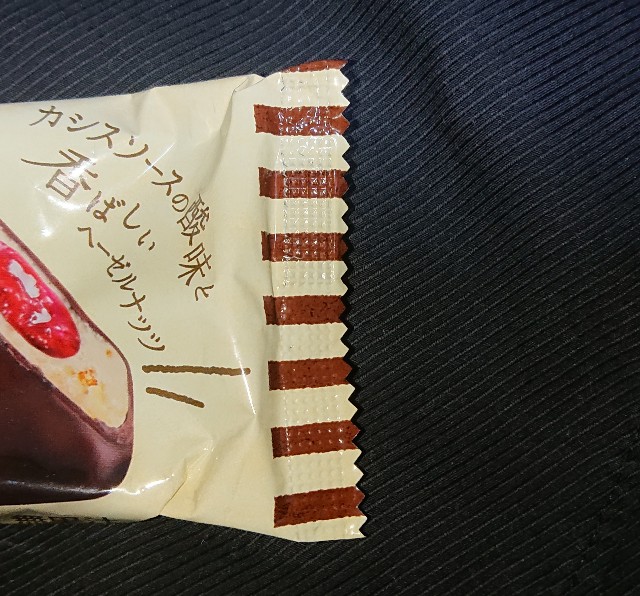 カシスソースの酸味と
香ばしい
ヘーゼルナッツ